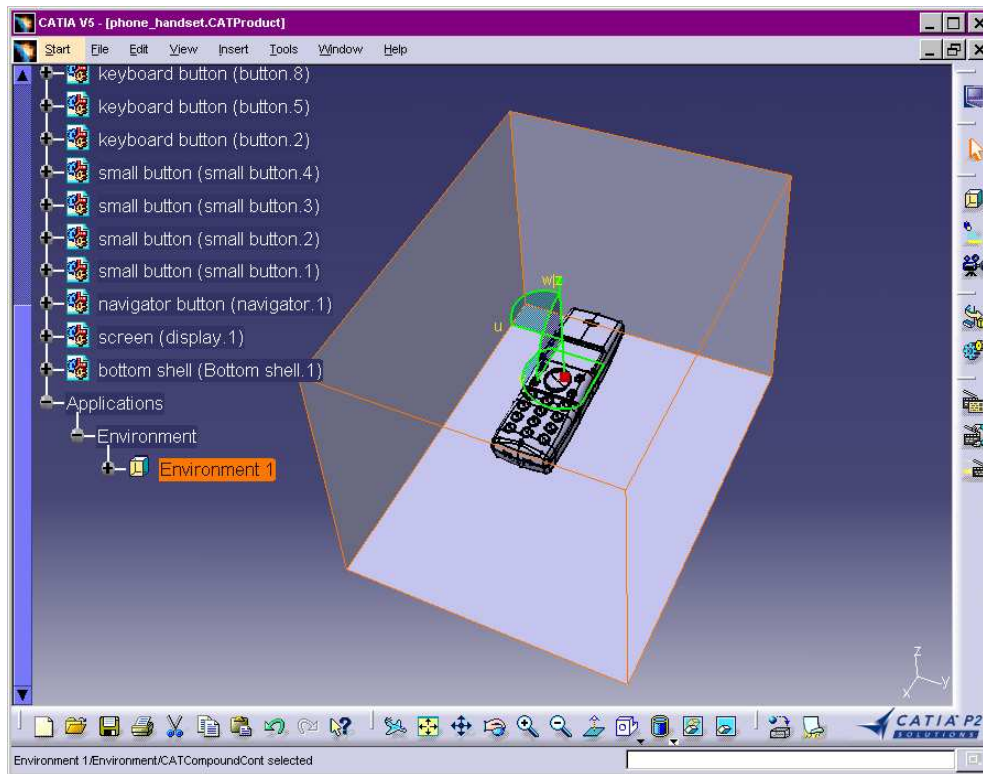 CATIA V5 - [phone_handset.CATProduct]
Start File Edit View Insert Tools Window Help
keyboard button (button.8)
keyboard button (button.5)
keyboard button (button.2)
small button (small button.4)
small button (small button.3)
small button (small button.2)
small button (small button.1)
navigator button (navigator.1)
screen (display.1)
bottom shell (Bottom shell.1)
Applications
Environment
Environment 1
w|z
u
z
x y
CATIA P2
SOLUTIONS
Environment 1/Environment/CATCompoundCont selected